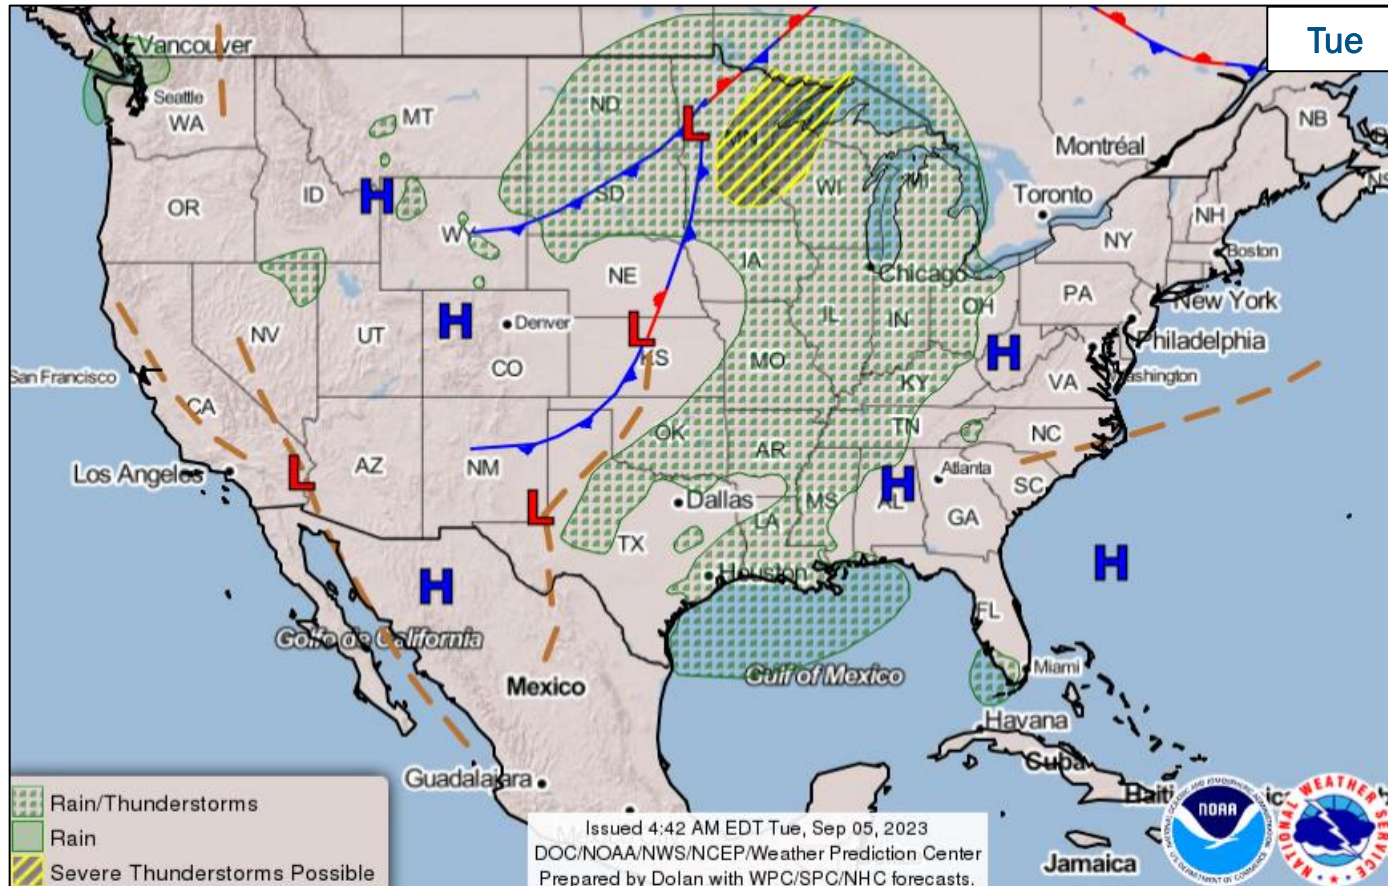 Tue
Vancouver
Seattle
WA
MT
ND
MN
Montréal
NB
OR
ID
SD
WI
MI
Toronto
NH
WY
NY
Boston
NE
IA
Chicago
PA
New York
NV
UT
Denver
IL
IN
OH
Philadelphia
San Francisco
CO
KS
MO
KY
VA
Washington
CA
OK
TN
NC
Los Angeles
AZ
NM
AR
Atlanta
SC
Dallas
MS
AL
GA
TX
LA
Houston
FL
Golfo de California
Mexico
Gulf of Mexico
Miami
Havana
Cuba
Guadalajara
Jamaica
H
H
H
H
H
H
L
L
L
L
Rain/Thunderstorms
Rain
Severe Thunderstorms Possible
Issued 4:42 AM EDT Tue, Sep 05, 2023
DOC/NOAA/NWS/NCEP/Weather Prediction Center
Prepared by Dolan with WPC/SPC/NHC forecasts.
NOAA
NATIONAL WEATHER SERVICE